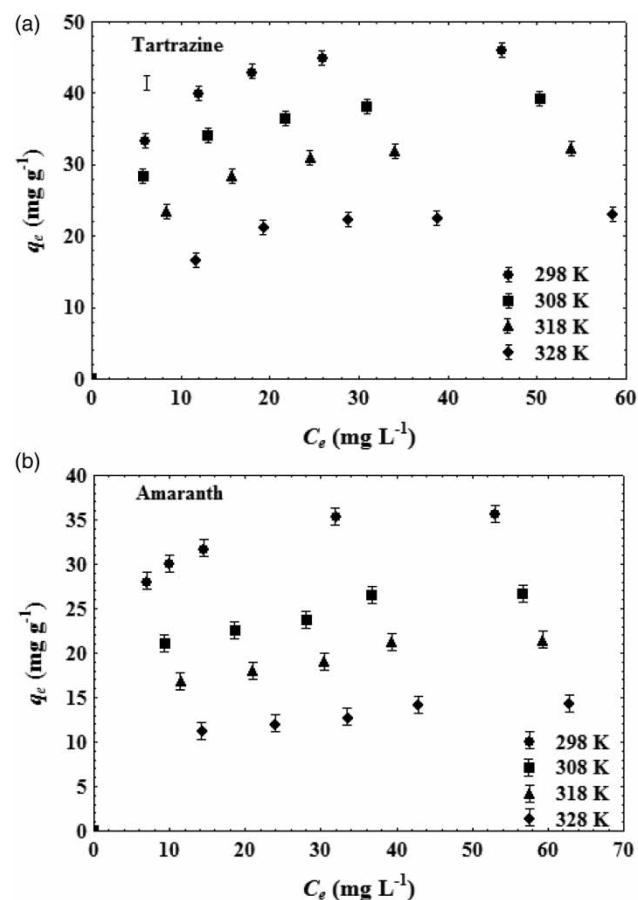 (a)
Tartrazine
50
40
30
20
10
0
qe (mg g-1)
298 K
308 K
318 K
328 K
0 10 20 30 40 50 60
Ce (mg L-1)
(b)
Amaranth
40
35
30
25
20
15
10
5
0
qe (mg g-1)
298 K
308 K
318 K
328 K
0 10 20 30 40 50 60 70
Ce (mg L-1)